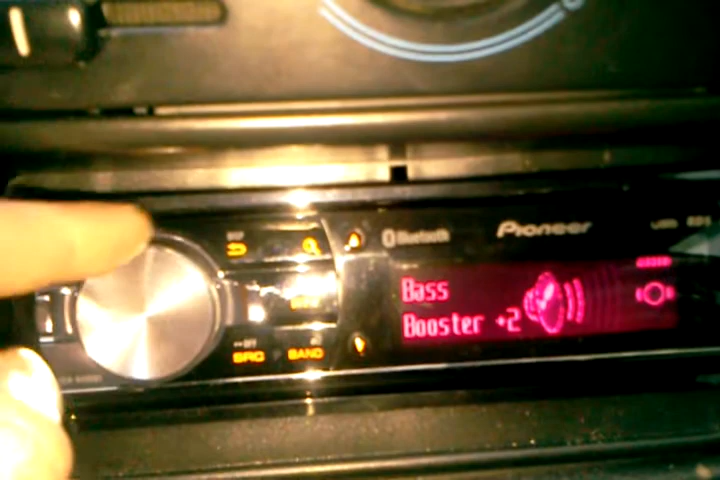 Bluetooth
Pioneer
Bass
Booster +2
SRC
BAND